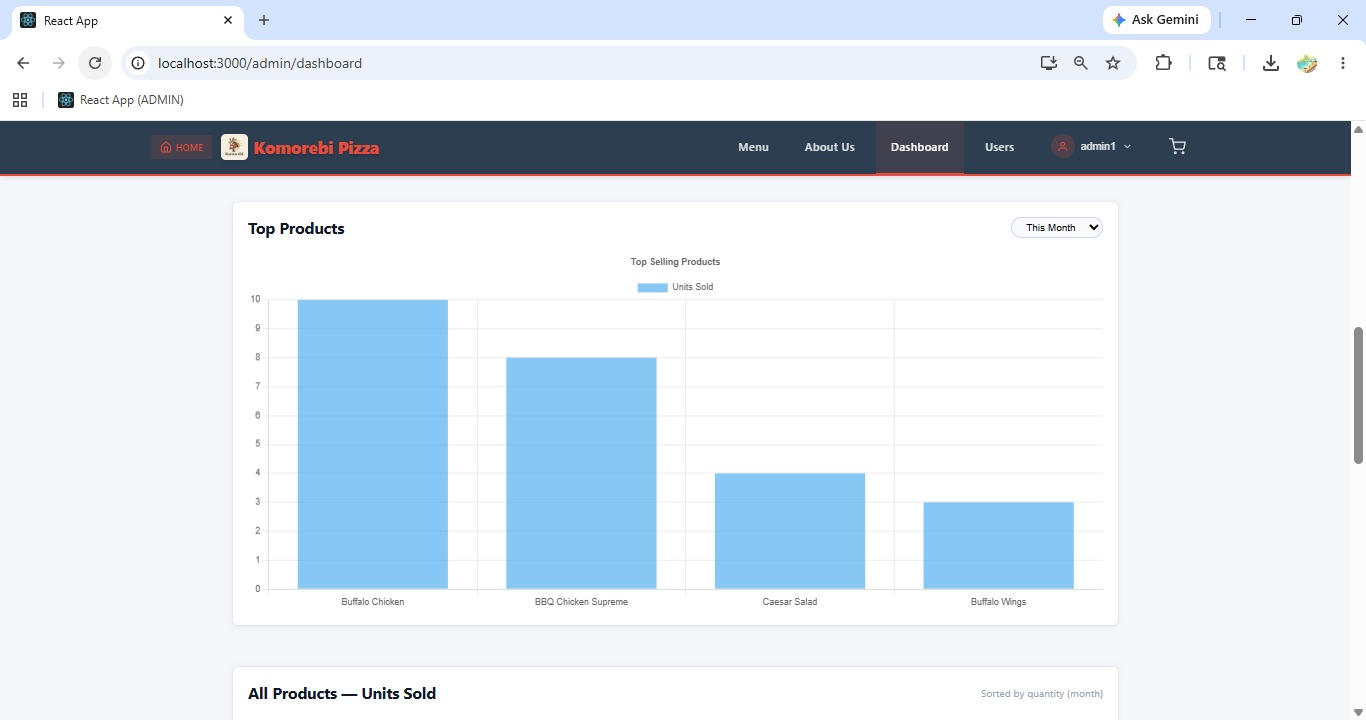 React App
Ask Gemini
localhost:3000/admin/dashboard
React App (ADMIN)
HOME Komorebi Pizza Menu About Us Dashboard Users admin1
Top Products This Month
Top Selling Products
Units Sold
10
9
8
7
6
5
4
3
2
1
0
Buffalo Chicken BBQ Chicken Supreme Caesar Salad Buffalo Wings
All Products — Units Sold Sorted by quantity (month)